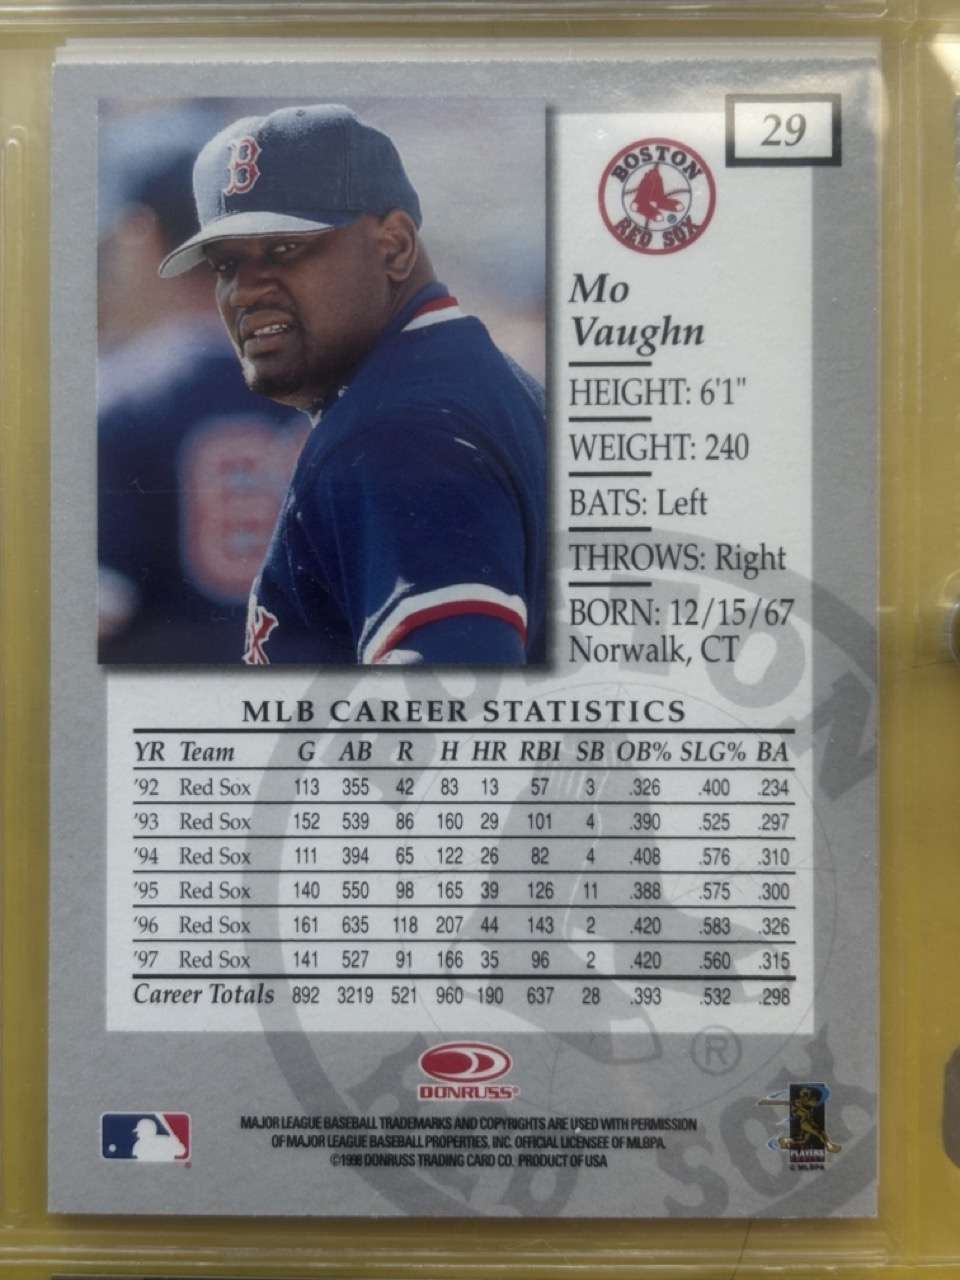 29
BOSTON
RED SOX
B
Mo
Vaughn
HEIGHT: 6'1"
WEIGHT: 240
BATS: Left
THROWS: Right
BORN: 12/15/67
Norwalk, CT
MLB CAREER STATISTICS
YR Team G AB R H HR RBI SB OB% SLG% BA
'92 Red Sox 113 355 42 83 13 57 3 .326 .400 .234
'93 Red Sox 152 539 86 160 29 101 4 .390 .525 .297
'94 Red Sox 111 394 65 122 26 82 4 .408 .576 .310
'95 Red Sox 140 550 98 165 39 126 11 .388 .575 .300
'96 Red Sox 161 635 118 207 44 143 2 .420 .583 .326
'97 Red Sox 141 527 91 166 35 96 2 .420 .560 .315
Career Totals 892 3219 521 960 190 637 28 .393 .532 .298
BOSTON
RED SOX
®
DONRUSS®
MAJOR LEAGUE BASEBALL TRADEMARKS AND COPYRIGHTS ARE USED WITH PERMISSION
OF MAJOR LEAGUE BASEBALL PROPERTIES, INC. OFFICIAL LICENSEE OF MLBPA.
©1998 DONRUSS TRADING CARD CO. PRODUCT OF USA
PLAYERS
© MLBPA